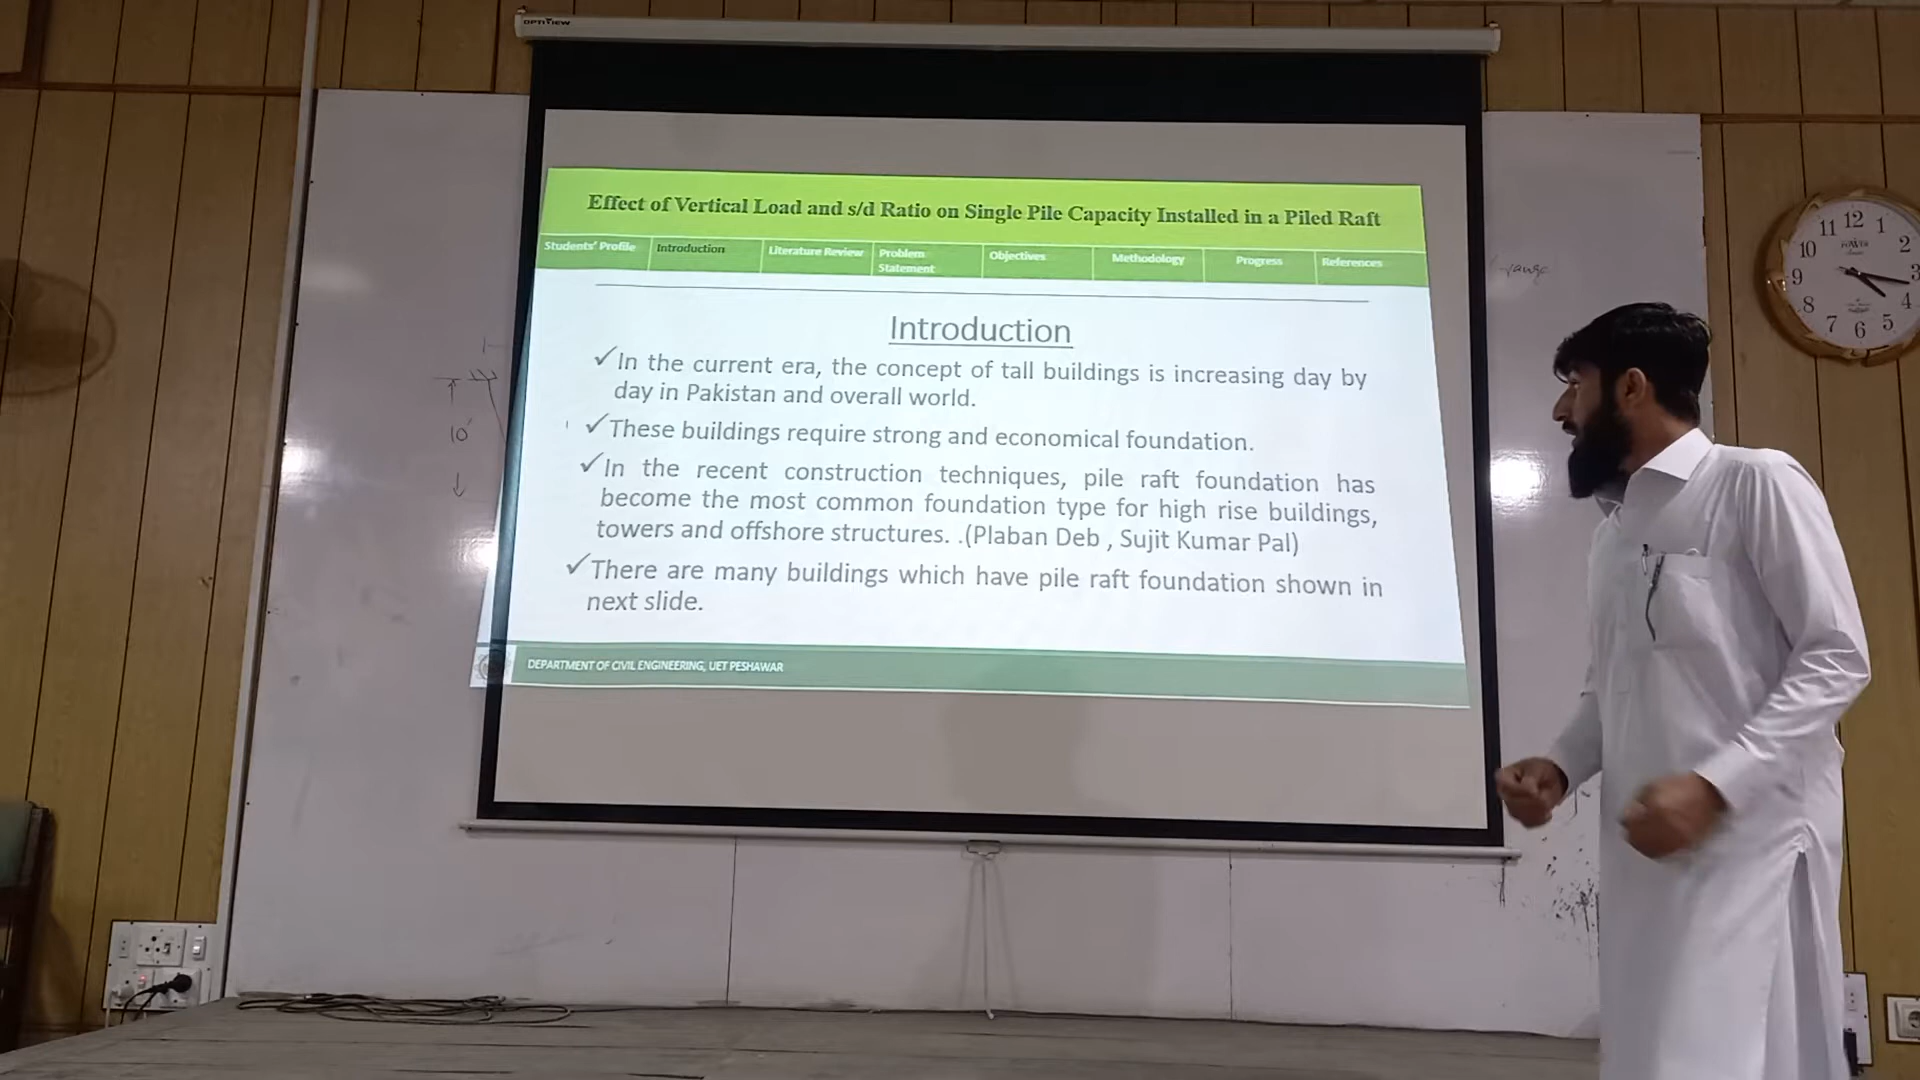 OPTIVIEW
Effect of Vertical Load and s/d Ratio on Single Pile Capacity Installed in a Piled Raft
Students' Profile
Introduction
Literature Review
Problem
Statement
Objectives
Methodology
Progress
References
Introduction
✓In the current era, the concept of tall buildings is increasing day by
day in Pakistan and overall world.
✓These buildings require strong and economical foundation.
✓In the recent construction techniques, pile raft foundation has
become the most common foundation type for high rise buildings,
towers and offshore structures. .(Plaban Deb , Sujit Kumar Pal)
✓There are many buildings which have pile raft foundation shown in
next slide.
DEPARTMENT OF CIVIL ENGINEERING, UET PESHAWAR
10'
11 12 1
10 2
9 3
8 4
7 6 5